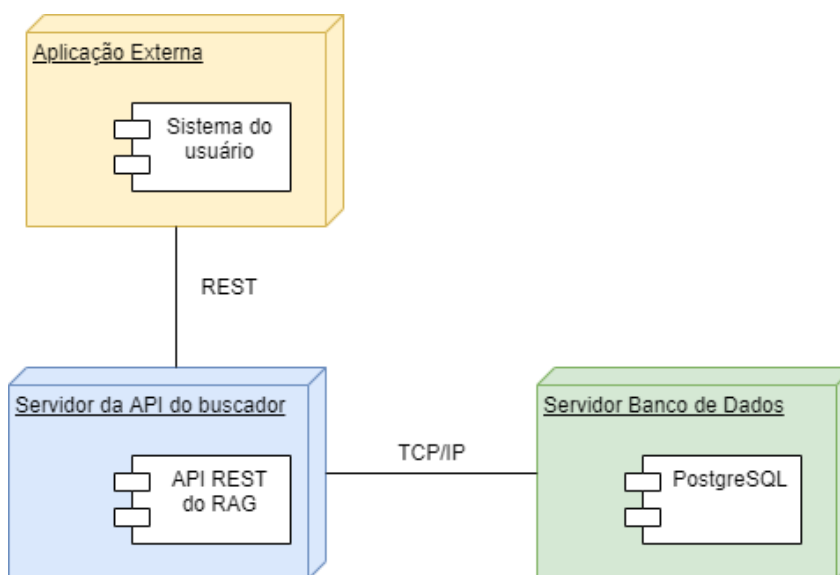 Aplicação Externa
Sistema do
usuário
REST
Servidor da API do buscador
API REST
do RAG
TCP/IP
Servidor Banco de Dados
PostgreSQL